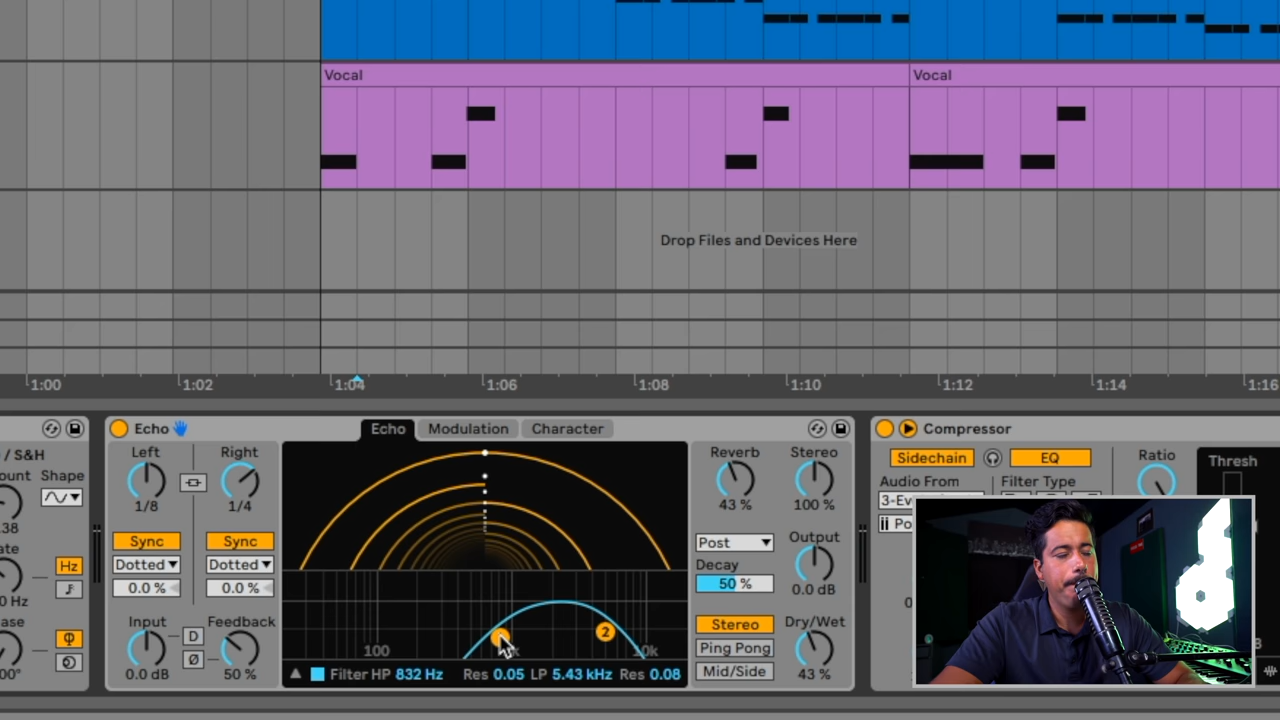 Vocal
Vocal
Drop Files and Devices Here
1:00 1:02 1:04 1:06 1:08 1:10 1:12 1:14 1:16
Echo
Echo Modulation Character
Compressor
/ S&H
Shape
Left Right
1/8 1/4
Sync Sync
Dotted Dotted
0.0 % 0.0 %
Hz
Input D Feedback
0.0 dB Ø 50 %
100 10k
2
Filter HP 832 Hz Res 0.05 LP 5.43 kHz Res 0.08
Reverb Stereo
43 % 100 %
Post
Output
Decay
50 % 0.0 dB
Stereo Dry/Wet
Ping Pong
Mid/Side 43 %
Sidechain EQ Ratio
Thresh
Audio From Filter Type